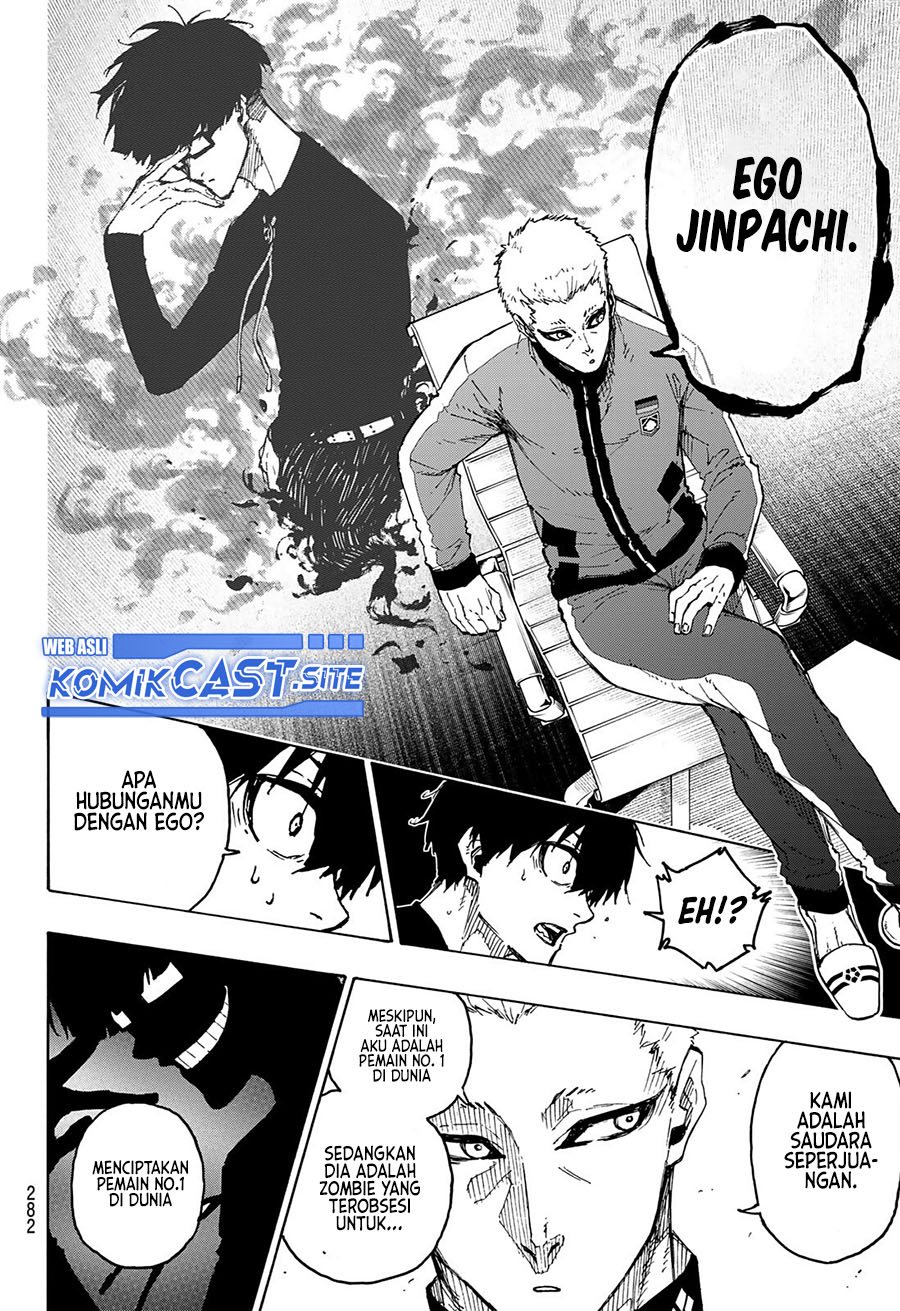 EGO
JINPACHI.
WEB ASLI
KOMIKCAST.SITE
EH!?
APA
HUBUNGANMU
DENGAN EGO?
KAMI
ADALAH
SAUDARA
SEPERJUA-
NGAN.
MESKIPUN,
SAAT INI
AKU ADALAH
PEMAIN NO. 1
DI DUNIA
SEDANGKAN
DIA ADALAH
ZOMBIE YANG
TEROBSESI
UNTUK...
MENCIPTAKAN
PEMAIN NO.1
DI DUNIA
282